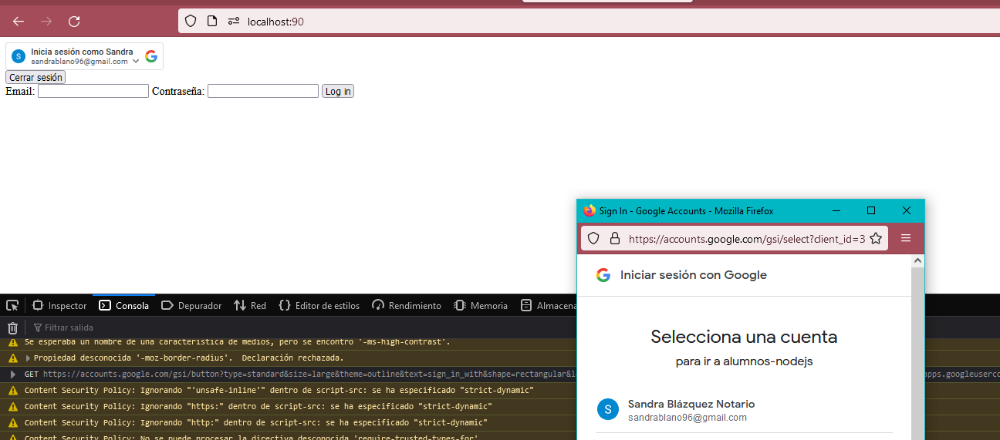 localhost:90
S
Inicia sesión como Sandra
sandrablano96@gmail.com
Cerrar sesión
Email:
Contraseña:
Log in
Sign In - Google Accounts - Mozilla Firefox
https://accounts.google.com/gsi/select?client_id=3
Iniciar sesión con Google
Selecciona una cuenta
para ir a alumnos-nodejs
S
Sandra Blázquez Notario
sandrablano96@gmail.com
Inspector
Consola
Depurador
Red
Editor de estilos
Rendimiento
Memoria
Almacena
Filtrar salida
Se esperaba un nombre de una característica de medios, pero se encontró '-ms-high-contrast'.
Propiedad desconocida '-moz-border-radius'. Declaración rechazada.
GET https://accounts.google.com/gsi/button?type=standard&size=large&theme=outline&text=sign_in_with&shape=rectangular&l
apps.googleuserco
Content Security Policy: Ignorando "'unsafe-inline'" dentro de script-src: se ha especificado "strict-dynamic"
Content Security Policy: Ignorando "https:" dentro de script-src: se ha especificado "strict-dynamic"
Content Security Policy: Ignorando "http:" dentro de script-src: se ha especificado "strict-dynamic"
Content Security Policy: No se puede procesar la directiva desconocida 'require-trusted-types-for'